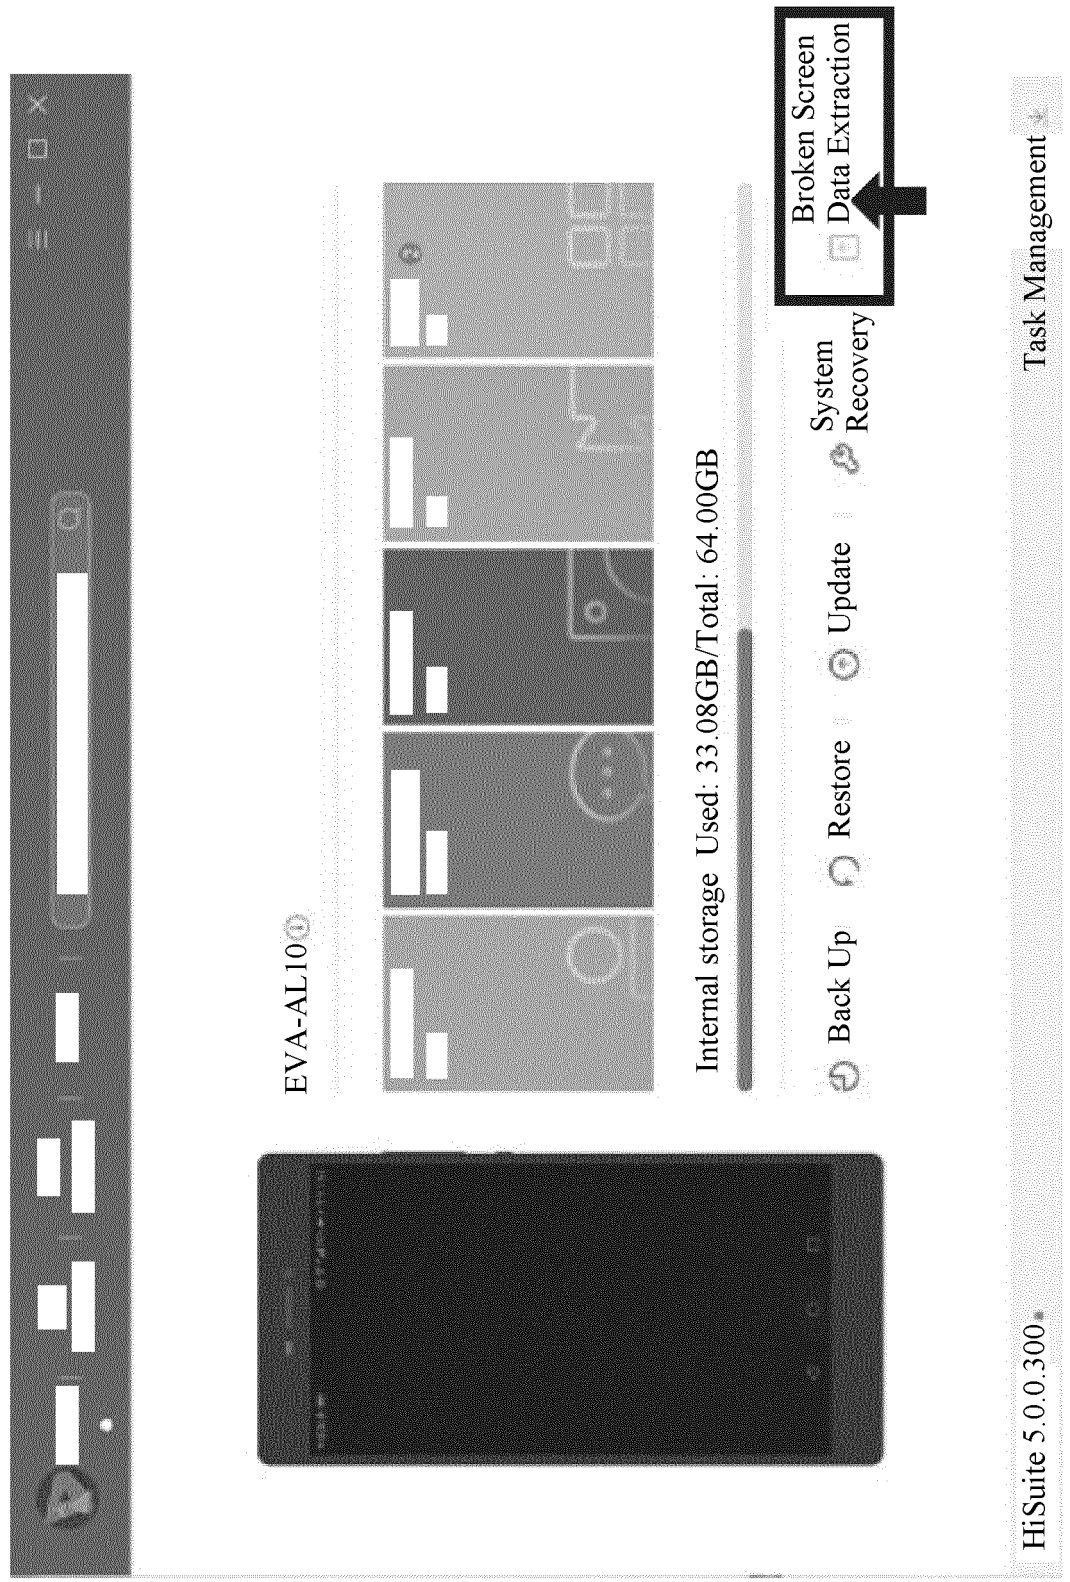 EVA-AL10
Internal storage Used: 33.08GB/Total: 64.00GB
Back Up
Restore
Update
System
Recovery
Broken Screen
Data Extraction
HiSuite 5.0.0.300
Task Management